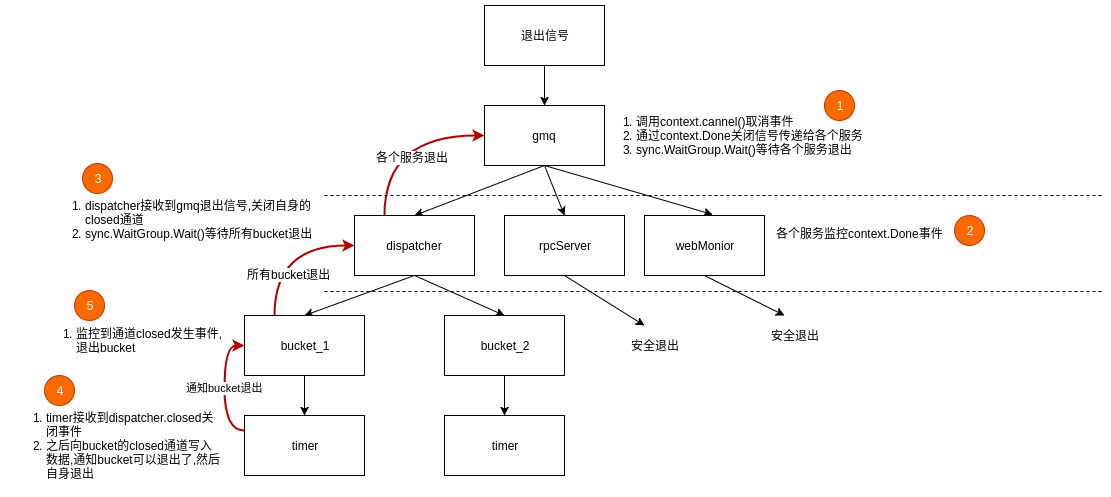 退出信号
1
gmq
1. 调用context.cannel()取消事件
2. 通过context.Done关闭信号传递给各个服务
3. sync.WaitGroup.Wait()等待各个服务退出
各个服务退出
3
1. dispatcher接收到gmq退出信号,关闭自身的
closed通道
2. sync.WaitGroup.Wait()等待所有bucket退出
dispatcher
rpcServer
webMonior
各个服务监控context.Done事件
2
所有bucket退出
5
1. 监控到通道closed发生事件,
退出bucket
bucket_1
bucket_2
安全退出
安全退出
通知bucket退出
4
1. timer接收到dispatcher.closed关
闭事件
2. 之后向bucket的closed通道写入
数据,通知bucket可以退出了,然后
自身退出
timer
timer